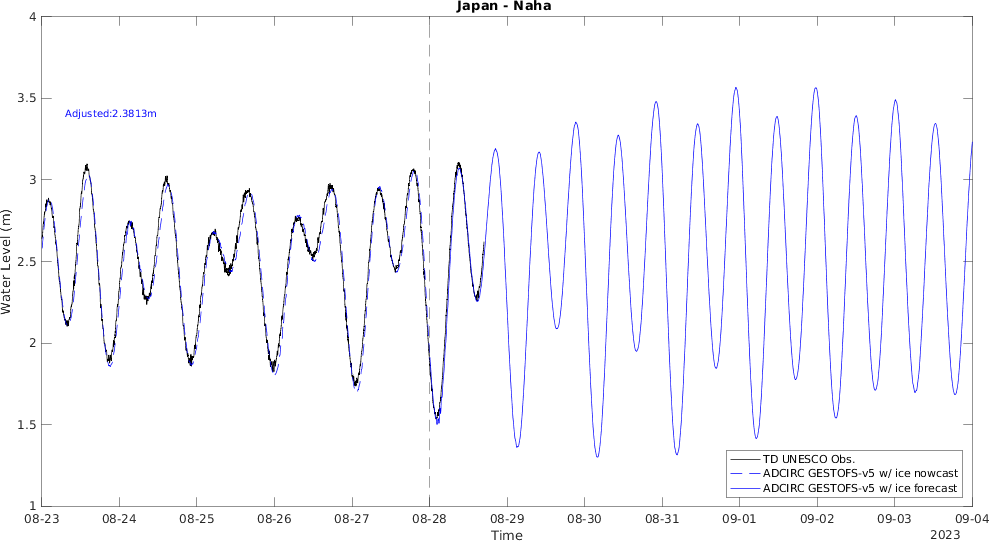 Japan - Naha
Water Level (m)
4
3.5
3
2.5
2
1.5
1
Adjusted:2.3813m
TD UNESCO Obs.
ADCIRC GESTOFS-v5 w/ ice nowcast
ADCIRC GESTOFS-v5 w/ ice forecast
08-23 08-24 08-25 08-26 08-27 08-28 08-29 08-30 08-31 09-01 09-02 09-03 09-04
Time
2023